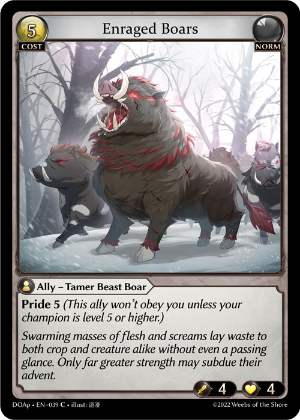 5
Enraged Boars
COST
NORM
Ally – Tamer Beast Boar
Pride 5 (This ally won't obey you unless your
champion is level 5 or higher.)
Swarming masses of flesh and screams lay waste to
both crop and creature alike without even a passing
glance. Only far greater strength may subdue their
advent.
4
4
DOAp • EN-039 C • illust:
©2022 Weebs of the Shore